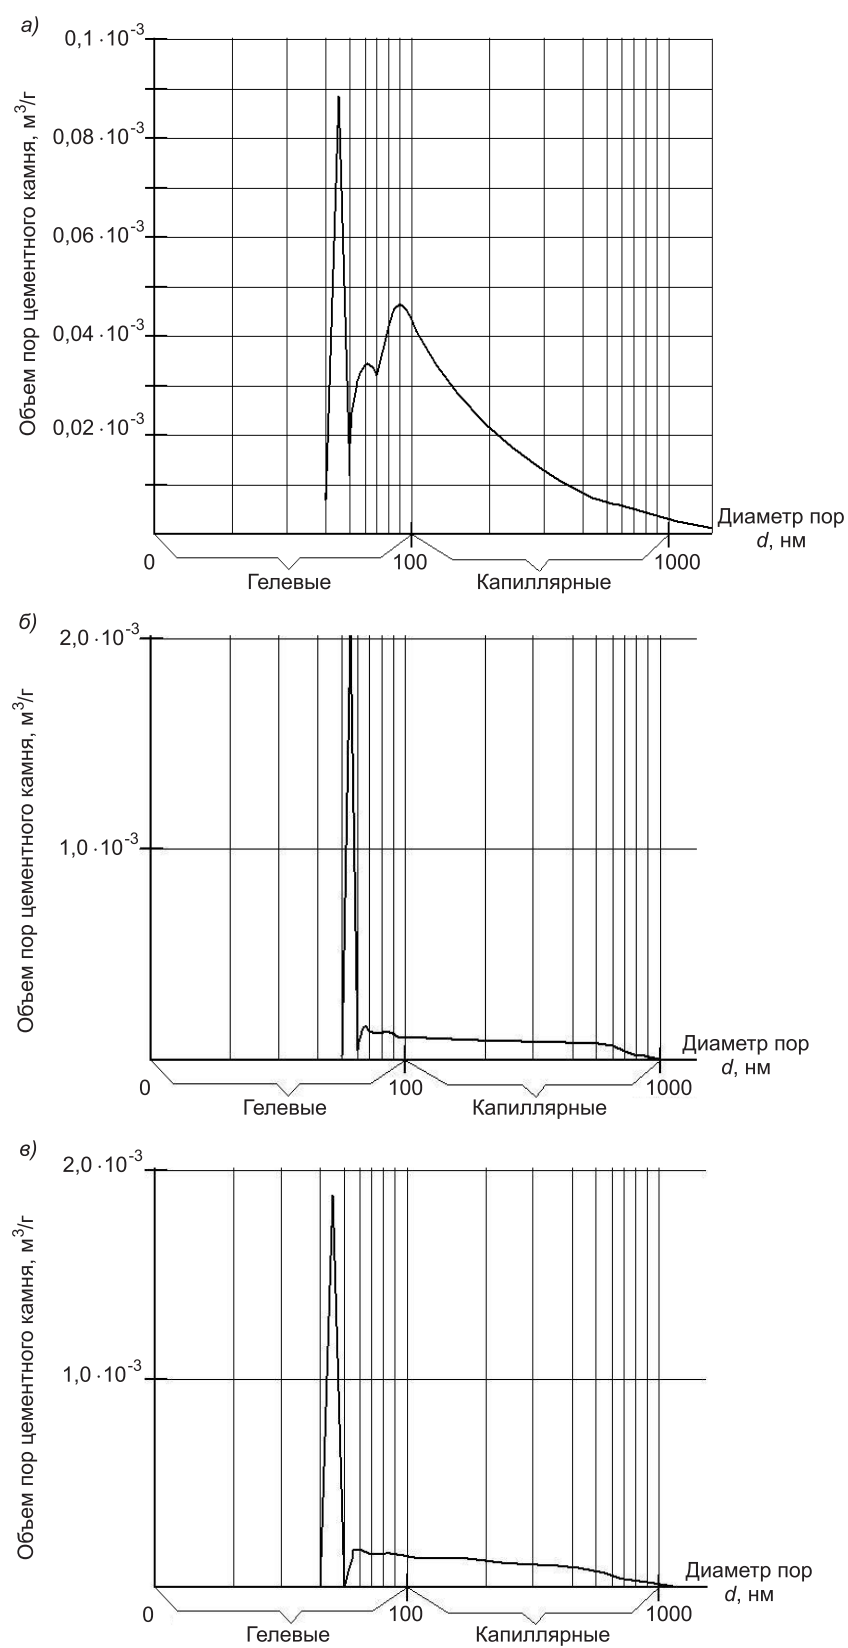 а)
Объем пор цементного камня, м³/г
0,1·10⁻³
0,08·10⁻³
0,06·10⁻³
0,04·10⁻³
0,02·10⁻³
Диаметр пор
d, нм
0
100
1000
Гелевые
Капиллярные
б)
Объем пор цементного камня, м³/г
2,0·10⁻³
1,0·10⁻³
Диаметр пор
d, нм
0
100
1000
Гелевые
Капиллярные
в)
Объем пор цементного камня, м³/г
2,0·10⁻³
1,0·10⁻³
Диаметр пор
d, нм
0
100
1000
Гелевые
Капиллярные